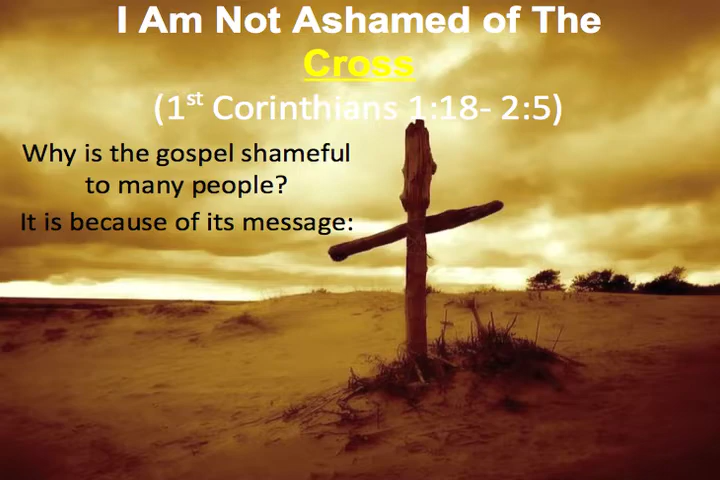 I Am Not Ashamed of The
Cross
(1st Corinthians 1:18- 2:5)
Why is the gospel shameful
to many people?
It is because of its message: